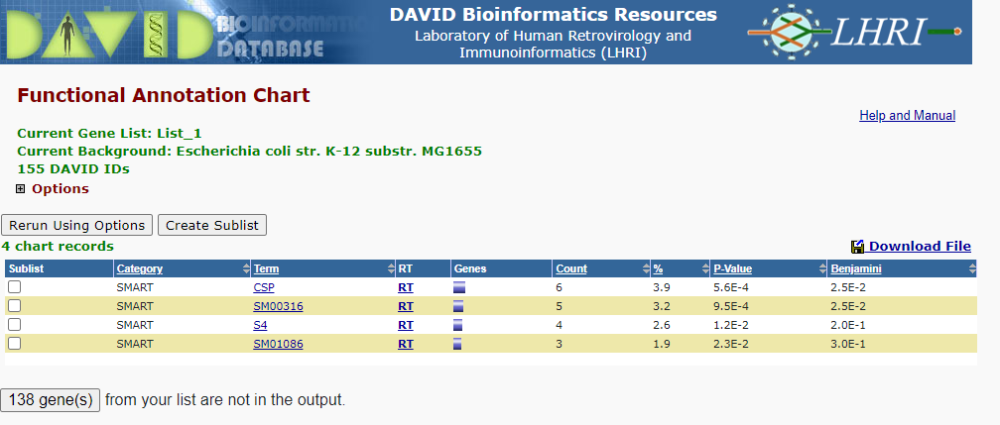 DAVID BIOINFORMATICS DATABASE
DAVID Bioinformatics Resources
Laboratory of Human Retrovirology and
Immunoinformatics (LHRI)
LHRI
Functional Annotation Chart
Help and Manual
Current Gene List: List_1
Current Background: Escherichia coli str. K-12 substr. MG1655
155 DAVID IDs
Options
Rerun Using Options Create Sublist
4 chart records Download File
Sublist Category Term RT Genes Count % P-Value Benjamini
SMART CSP RT 6 3.9 5.6E-4 2.5E-2
SMART SM00316 RT 5 3.2 9.5E-4 2.5E-2
SMART S4 RT 4 2.6 1.2E-2 2.0E-1
SMART SM01086 RT 3 1.9 2.3E-2 3.0E-1
138 gene(s) from your list are not in the output.